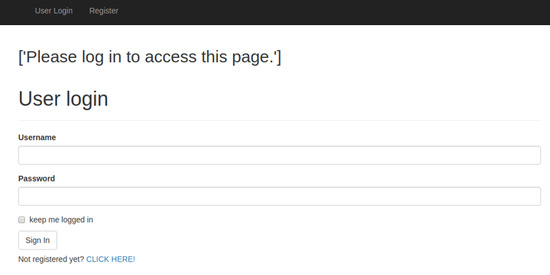 User Login Register
['Please log in to access this page.']
User login
Username
Password
keep me logged in
Sign In
Not registered yet? CLICK HERE!